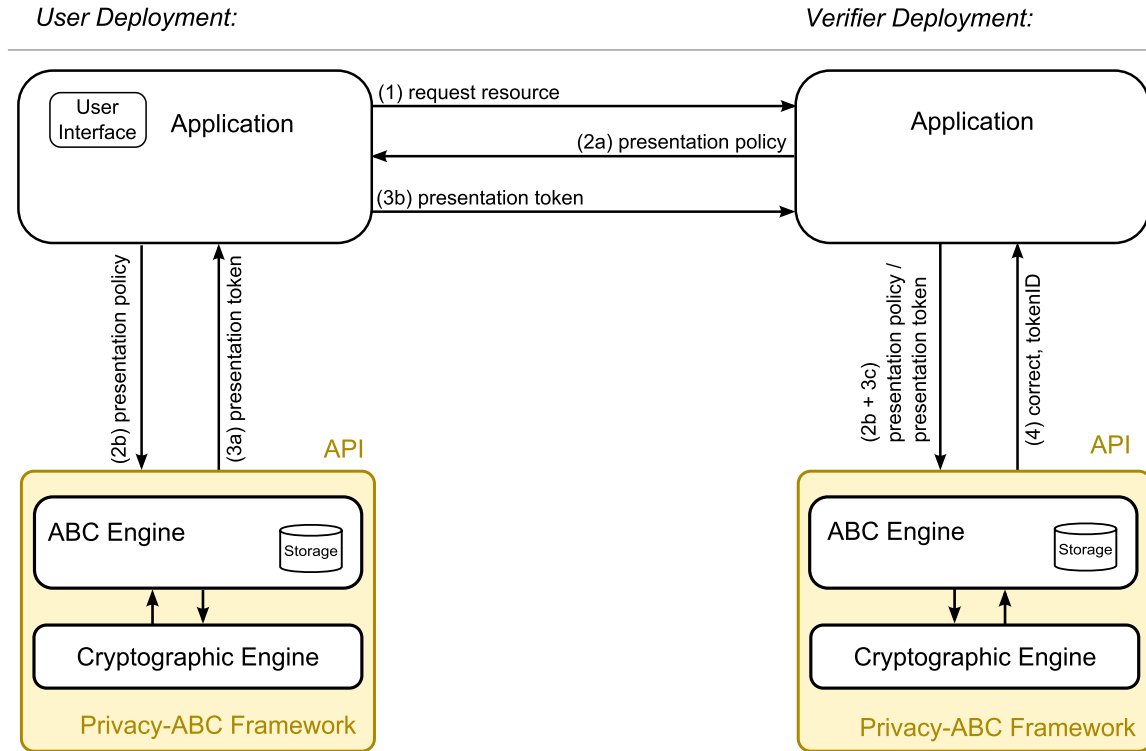 User Deployment:
Verifier Deployment:
User
Interface
Application
(1) request resource
(2a) presentation policy
(3b) presentation token
Application
(2b) presentation policy
(3a) presentation token
(2b + 3c)
presentation policy /
presentation token
(4) correct, tokenID
API
ABC Engine
Storage
Cryptographic Engine
Privacy-ABC Framework
API
ABC Engine
Storage
Cryptographic Engine
Privacy-ABC Framework